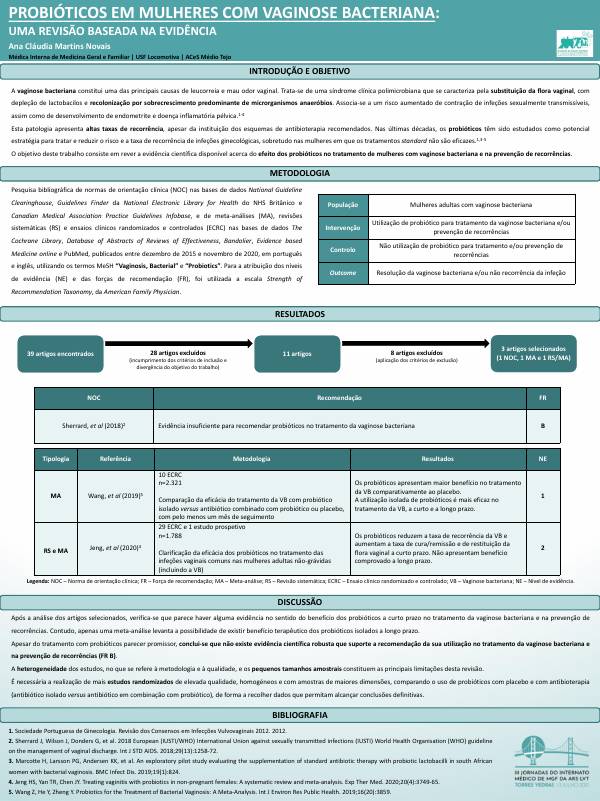 PROBIÓTICOS EM MULHERES COM VAGINOSE BACTERIANA:
UMA REVISÃO BASEADA NA EVIDÊNCIA
Ana Cláudia Martins Novais
Médica Interna de Medicina Geral e Familiar | USF Locomotiva | ACeS Médio Tejo
INTRODUÇÃO E OBJETIVO
A vaginose bacteriana constitui uma das principais causas de leucorreia e mau odor vaginal. Trata-se de uma síndrome clínica polimicrobiana que se caracteriza pela substituição da flora vaginal, com
depleção de lactobacilos e recolonização por sobrecrescimento predominante de microrganismos anaeróbios. Associa-se a um risco aumentado de contração de infeções sexualmente transmissíveis,
assim como de desenvolvimento de endometrite e doença inflamatória pélvica.1-4
Esta patologia apresenta altas taxas de recorrência, apesar da instituição dos esquemas de antibioterapia recomendados. Nas últimas décadas, os probióticos têm sido estudados como potencial
estratégia para tratar e reduzir o risco e a taxa de recorrência de infeções ginecológicas, sobretudo nas mulheres em que os tratamentos standard não são eficazes.1,3-5
O objetivo deste trabalho consiste em rever a evidência científica disponível acerca do efeito dos probióticos no tratamento de mulheres com vaginose bacteriana e na prevenção de recorrências.
METODOLOGIA
Pesquisa bibliográfica de normas de orientação clínica (NOC) nas bases de dados National Guideline
Clearinghouse, Guidelines Finder da National Electronic Library for Health do NHS Britânico e
Canadian Medical Association Practice Guidelines Infobase, e de meta-análises (MA), revisões
sistemáticas (RS) e ensaios clínicos randomizados e controlados (ECRC) nas bases de dados The
Cochrane Library, Database of Abstracts of Reviews of Effectiveness, Bandolier, Evidence based
Medicine online e PubMed, publicados entre dezembro de 2015 e novembro de 2020, em português
e inglês, utilizando os termos MeSH “Vaginosis, Bacterial” e “Probiotics”. Para a atribuição dos níveis
de evidência (NE) e das forças de recomendação (FR), foi utilizada a escala Strength of
Recommendation Taxonomy, da American Family Physician.
População Mulheres adultas com vaginose bacteriana
Intervenção Utilização de probiótico para tratamento da vaginose bacteriana e/ou
prevenção de recorrências
Controlo Não utilização de probiótico para tratamento e/ou prevenção de
recorrências
Outcome Resolução da vaginose bacteriana e/ou não recorrência da infeção
RESULTADOS
39 artigos encontrados
28 artigos excluídos
(incumprimento dos critérios de inclusão e
divergência do objetivo do trabalho)
11 artigos
8 artigos excluídos
(aplicação dos critérios de exclusão)
3 artigos selecionados
(1 NOC, 1 MA e 1 RS/MA)
NOC Recomendação FR
Sherrard, et al (2018)2 Evidência insuficiente para recomendar probióticos no tratamento da vaginose bacteriana B
Tipologia Referência Metodologia Resultados NE
MA Wang, et al (2019)5
10 ECRC
n=2.321
Comparação da eficácia do tratamento da VB com probiótico
isolado versus antibiótico combinado com probiótico ou placebo,
com pelo menos um mês de seguimento
Os probióticos apresentam maior benefício no tratamento
da VB comparativamente ao placebo.
A utilização isolada de probióticos é mais eficaz no
tratamento da VB, a curto e a longo prazo.
1
RS e MA Jeng, et al (2020)4
29 ECRC e 1 estudo prospetivo
n=1.788
Clarificação da eficácia dos probióticos no tratamento das
infeções vaginais comuns nas mulheres adultas não-grávidas
(incluindo a VB)
Os probióticos reduzem a taxa de recorrência da VB e
aumentam a taxa de cura/remissão e de restituição da
flora vaginal a curto prazo. Não apresentam benefício
comprovado a longo prazo.
2
Legenda: NOC – Norma de orientação clínica; FR – Força de recomendação; MA – Meta-análise; RS – Revisão sistemática; ECRC – Ensaio clínico randomizado e controlado; VB – Vaginose bacteriana; NE – Nível de evidência.
DISCUSSÃO
Após a análise dos artigos selecionados, verifica-se que parece haver alguma evidência no sentido do benefício dos probióticos a curto prazo no tratamento da vaginose bacteriana e na prevenção de
recorrências. Contudo, apenas uma meta-análise levanta a possibilidade de existir benefício terapêutico dos probióticos isolados a longo prazo.
Apesar do tratamento com probióticos parecer promissor, conclui-se que não existe evidência científica robusta que suporte a recomendação da sua utilização no tratamento da vaginose bacteriana e
na prevenção de recorrências (FR B).
A heterogeneidade dos estudos, no que se refere à metodologia e à qualidade, e os pequenos tamanhos amostrais constituem as principais limitações desta revisão.
É necessária a realização de mais estudos randomizados de elevada qualidade, homogéneos e com amostras de maiores dimensões, comparando o uso de probióticos com placebo e com antibioterapia
(antibiótico isolado versus antibiótico em combinação com probiótico), de forma a recolher dados que permitam alcançar conclusões definitivas.
BIBLIOGRAFIA
1. Sociedade Portuguesa de Ginecologia. Revisão dos Consensos em Infecções Vulvovaginais 2012. 2012.
2. Sherrard J, Wilson J, Donders G, et al. 2018 European (IUSTI/WHO) International Union against sexually transmitted infections (IUSTI) World Health Organisation (WHO) guideline
on the management of vaginal discharge. Int J STD AIDS. 2018;29(13):1258-72.
3. Marcotte H, Larsson PG, Andersen KK, et al. An exploratory pilot study evaluating the supplementation of standard antibiotic therapy with probiotic lactobacilli in south African
women with bacterial vaginosis. BMC Infect Dis. 2019;19(1):824.
4. Jeng HS, Yan TR, Chen JY. Treating vaginitis with probiotics in non-pregnant females: A systematic review and meta-analysis. Exp Ther Med. 2020;20(4):3749-65.
5. Wang Z, He Y, Zheng Y. Probiotics for the Treatment of Bacterial Vaginosis: A Meta-Analysis. Int J Environ Res Public Health. 2019;16(20):3859.
III JORNADAS DO INTERNATO
MÉDICO DE MGF DA ARS LVT
TORRES VEDRAS